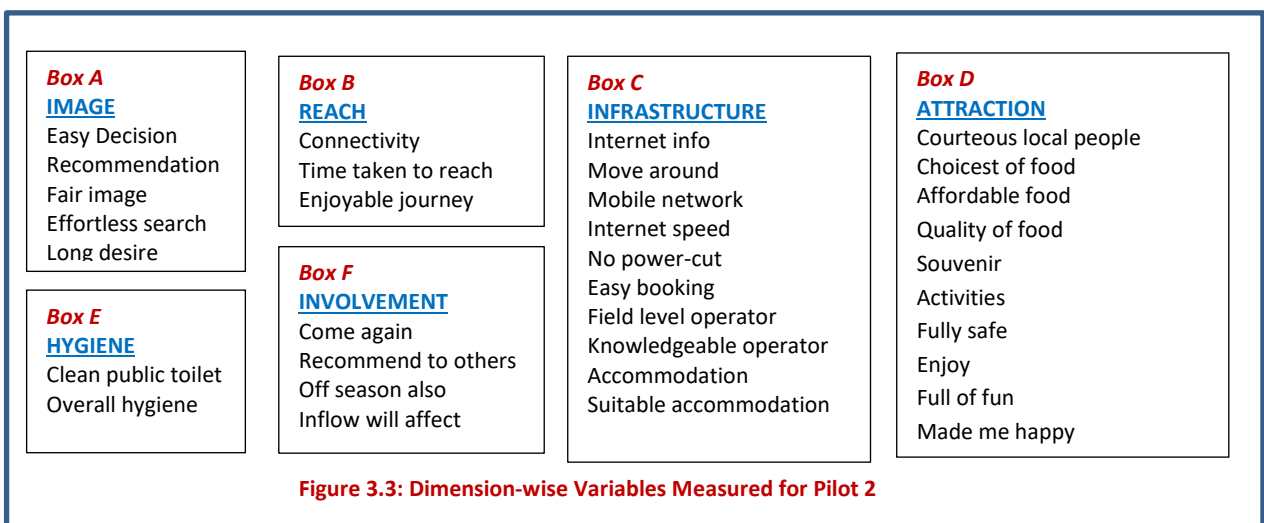 Box A
IMAGE
Easy Decision
Recommendation
Fair image
Effortless search
Long desire
Box B
REACH
Connectivity
Time taken to reach
Enjoyable journey
Box C
INFRASTRUCTURE
Internet info
Move around
Mobile network
Internet speed
No power-cut
Easy booking
Field level operator
Knowledgeable operator
Accommodation
Suitable accommodation
Box D
ATTRACTION
Courteous local people
Choicest of food
Affordable food
Quality of food
Souvenir
Activities
Fully safe
Enjoy
Full of fun
Made me happy
Box E
HYGIENE
Clean public toilet
Overall hygiene
Box F
INVOLVEMENT
Come again
Recommend to others
Off season also
Inflow will affect
Figure 3.3: Dimension-wise Variables Measured for Pilot 2